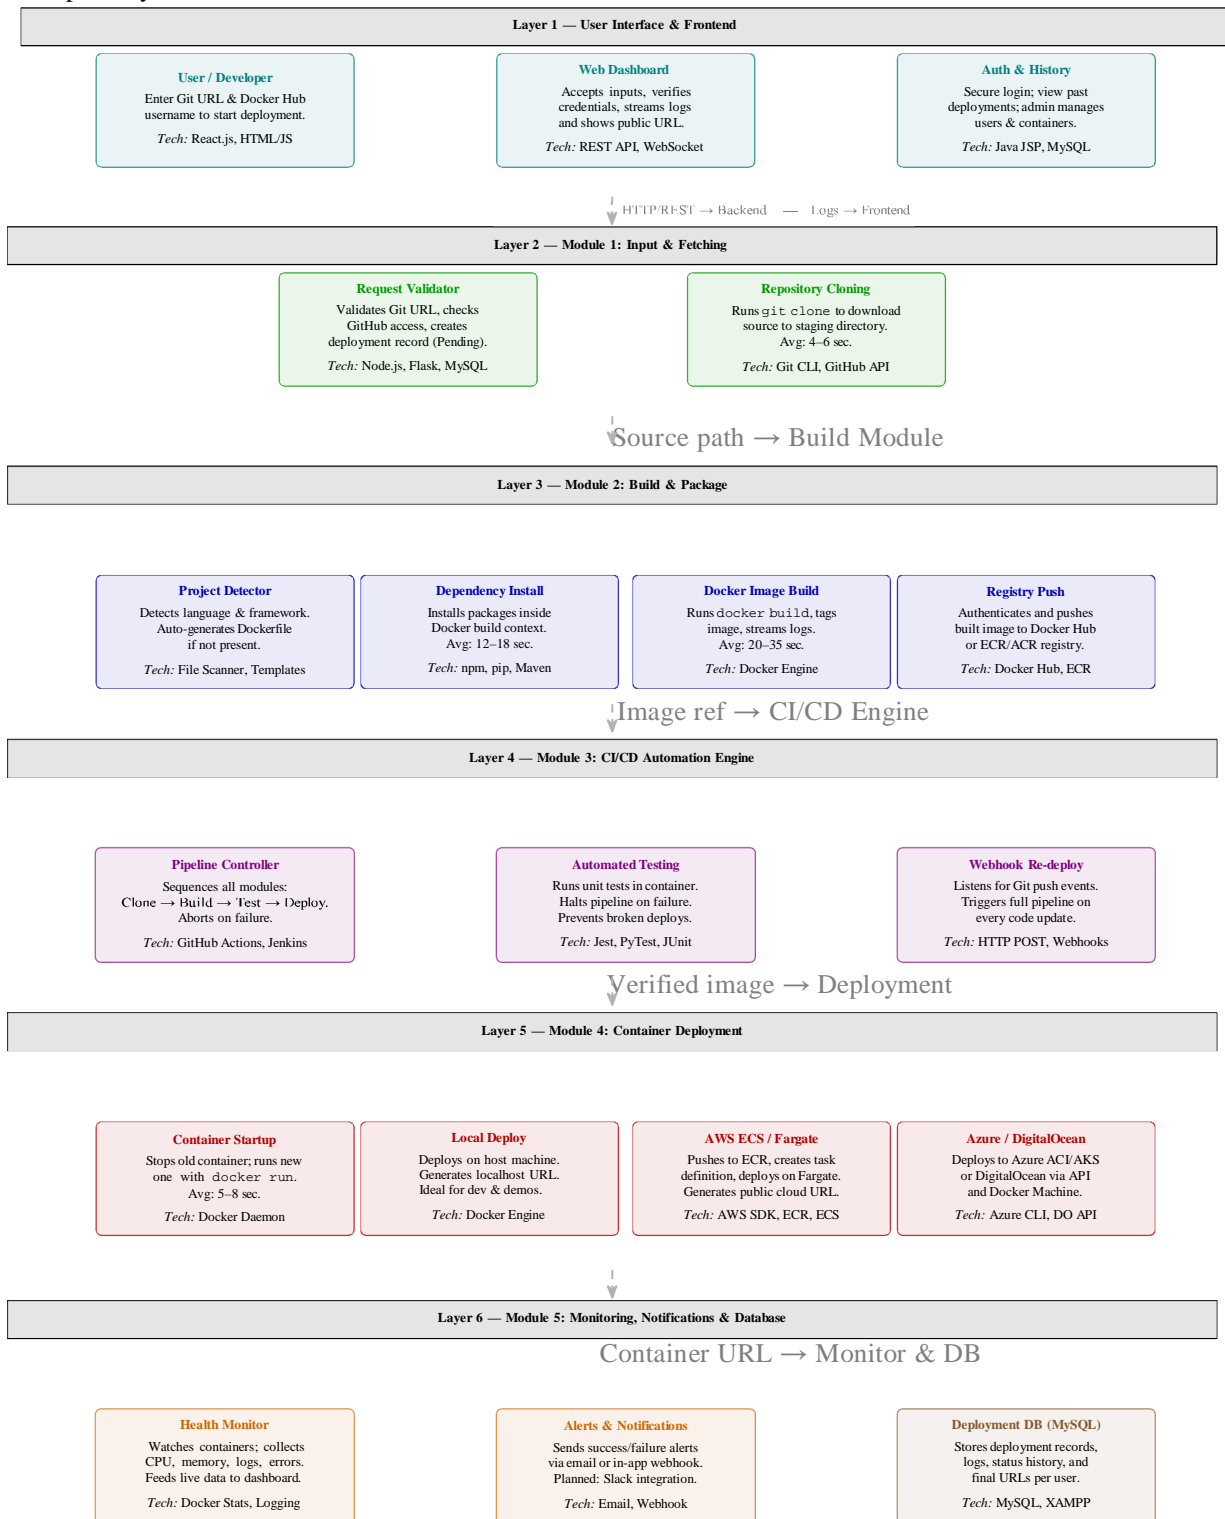 Layer 1 — User Interface & Frontend
User / Developer
Enter Git URL & Docker Hub
username to start deployment.
Tech: React.js, HTML/JS
Web Dashboard
Accepts inputs, verifies
credentials, streams logs
and shows public URL.
Tech: REST API, WebSocket
Auth & History
Secure login; view past
deployments; admin manages
users & containers.
Tech: Java JSP, MySQL
HTTP/REST → Backend — Logs → Frontend
Layer 2 — Module 1: Input & Fetching
Request Validator
Validates Git URL, checks
GitHub access, creates
deployment record (Pending).
Tech: Node.js, Flask, MySQL
Repository Cloning
Runs git clone to download
source to staging directory.
Avg: 4–6 sec.
Tech: Git CLI, GitHub API
Source path → Build Module
Layer 3 — Module 2: Build & Package
Project Detector
Detects language & framework.
Auto-generates Dockerfile
if not present.
Tech: File Scanner, Templates
Dependency Install
Installs packages inside
Docker build context.
Avg: 12–18 sec.
Tech: npm, pip, Maven
Docker Image Build
Runs docker build, tags
image, streams logs.
Avg: 20–35 sec.
Tech: Docker Engine
Registry Push
Authenticates and pushes
built image to Docker Hub
or ECR/ACR registry.
Tech: Docker Hub, ECR
Image ref → CI/CD Engine
Layer 4 — Module 3: CI/CD Automation Engine
Pipeline Controller
Sequences all modules:
Clone → Build → Test → Deploy.
Aborts on failure.
Tech: GitHub Actions, Jenkins
Automated Testing
Runs unit tests in container.
Halts pipeline on failure.
Prevents broken deploys.
Tech: Jest, PyTest, JUnit
Webhook Re-deploy
Listens for Git push events.
Triggers full pipeline on
every code update.
Tech: HTTP POST, Webhooks
Verified image → Deployment
Layer 5 — Module 4: Container Deployment
Container Startup
Stops old container; runs new
one with docker run.
Avg: 5–8 sec.
Tech: Docker Daemon
Local Deploy
Deploys on host machine.
Generates localhost URL.
Ideal for dev & demos.
Tech: Docker Engine
AWS ECS / Fargate
Pushes to ECR, creates task
definition, deploys on Fargate.
Generates public cloud URL.
Tech: AWS SDK, ECR, ECS
Azure / DigitalOcean
Deploys to Azure ACI/AKS
or DigitalOcean via API
and Docker Machine.
Tech: Azure CLI, DO API
Layer 6 — Module 5: Monitoring, Notifications & Database
Container URL → Monitor & DB
Health Monitor
Watches containers; collects
CPU, memory, logs, errors.
Feeds live data to dashboard.
Tech: Docker Stats, Logging
Alerts & Notifications
Sends success/failure alerts
via email or in-app webhook.
Planned: Slack integration.
Tech: Email, Webhook
Deployment DB (MySQL)
Stores deployment records,
logs, status history, and
final URLs per user.
Tech: MySQL, XAMPP